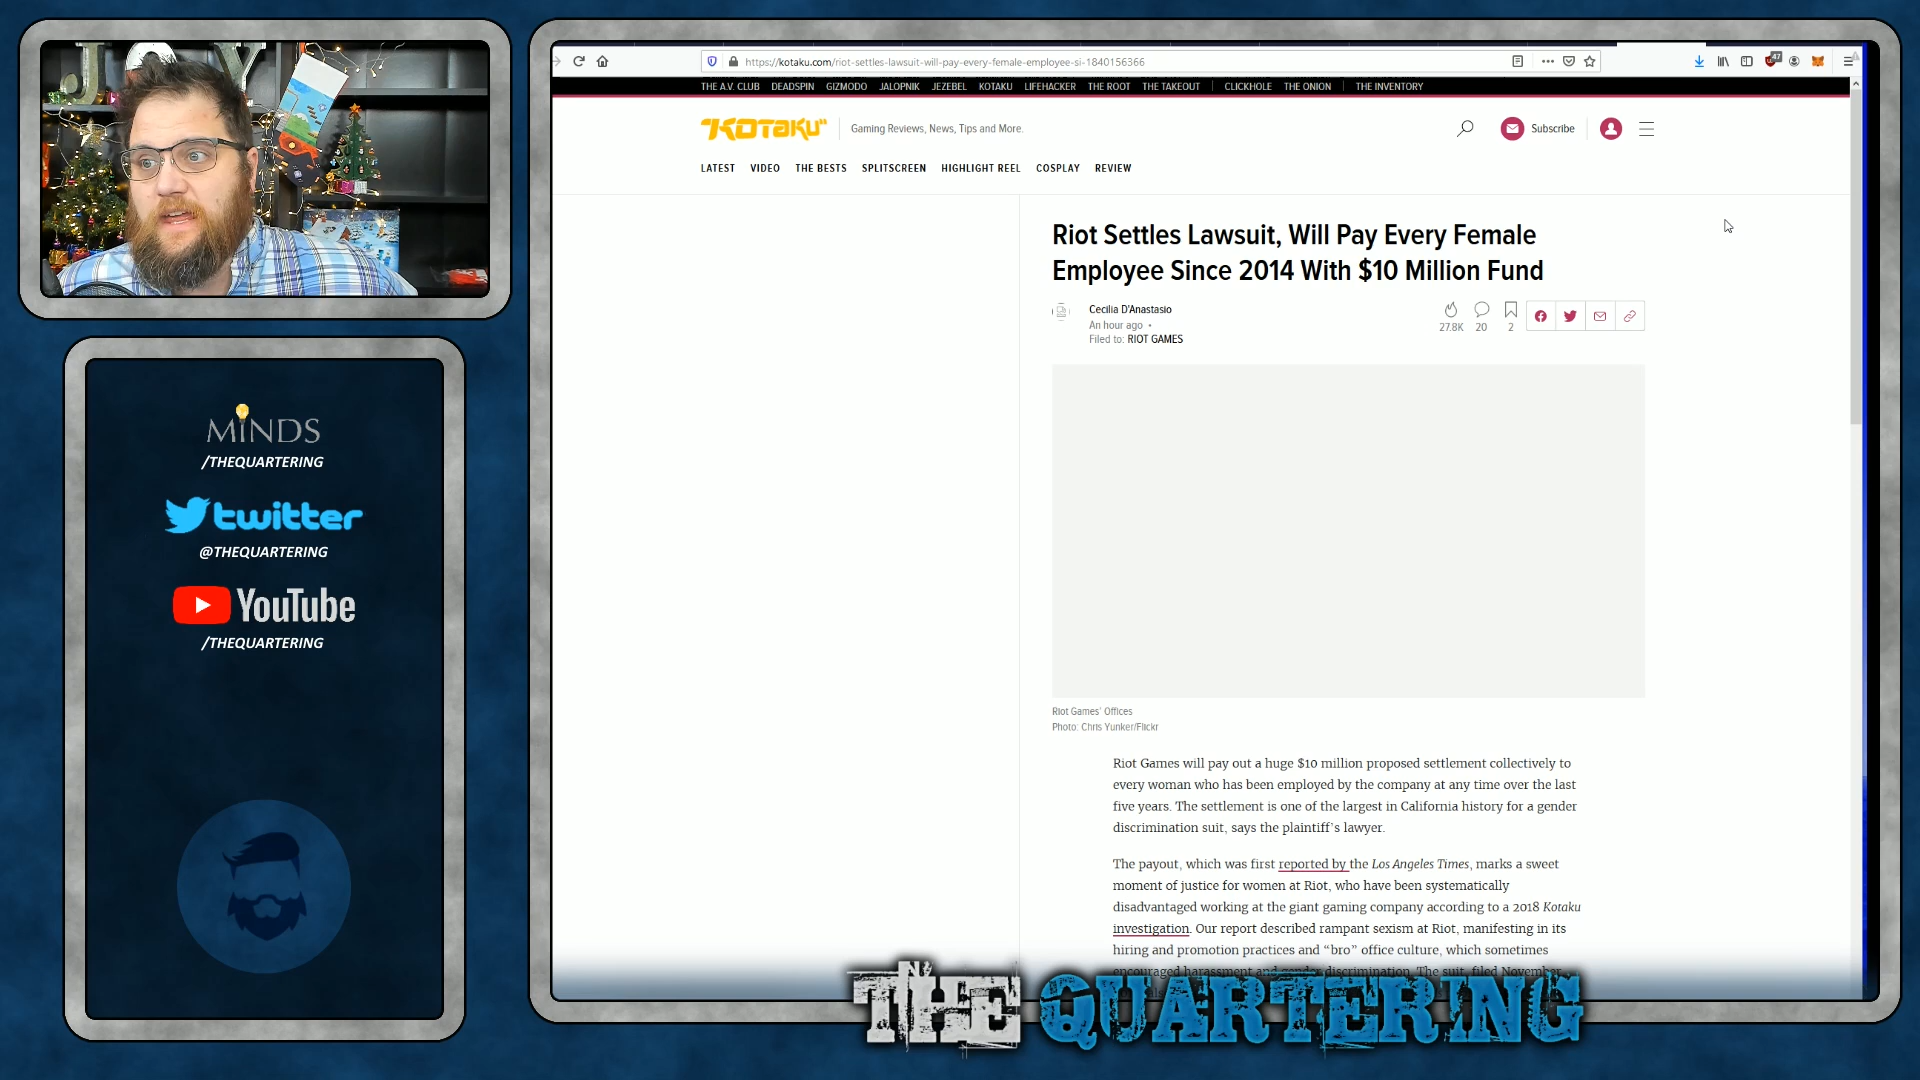 JOY
MINDS
/THEQUARTERING
twitter
@THEQUARTERING
YouTube
/THEQUARTERING
https://kotaku.com/riot-settles-lawsuit-will-pay-every-female-employee-si-1840156366
THE A.V. CLUB DEADSPIN GIZMODO JALOPNIK JEZEBEL KOTAKU LIFEHACKER THE ROOT THE TAKEOUT CLICKHOLE THE ONION THE INVENTORY
KOTAKU Gaming Reviews, News, Tips and More.
Subscribe
LATEST VIDEO THE BESTS SPLITSCREEN HIGHLIGHT REEL COSPLAY REVIEW
Riot Settles Lawsuit, Will Pay Every Female
Employee Since 2014 With $10 Million Fund
Cecilia D'Anastasio
An hour ago •
Filed to: RIOT GAMES
27.8K 20 2
Riot Games' Offices
Photo: Chris Yunker/Flickr
Riot Games will pay out a huge $10 million proposed settlement collectively to
every woman who has been employed by the company at any time over the last
five years. The settlement is one of the largest in California history for a gender
discrimination suit, says the plaintiff's lawyer.
The payout, which was first reported by the Los Angeles Times, marks a sweet
moment of justice for women at Riot, who have been systematically
disadvantaged working at the giant gaming company according to a 2018 Kotaku
investigation. Our report described rampant sexism at Riot, manifesting in its
hiring and promotion practices and “bro” office culture, which sometimes
encouraged harassment and gender discrimination. The suit, filed November
THE QUARTERING